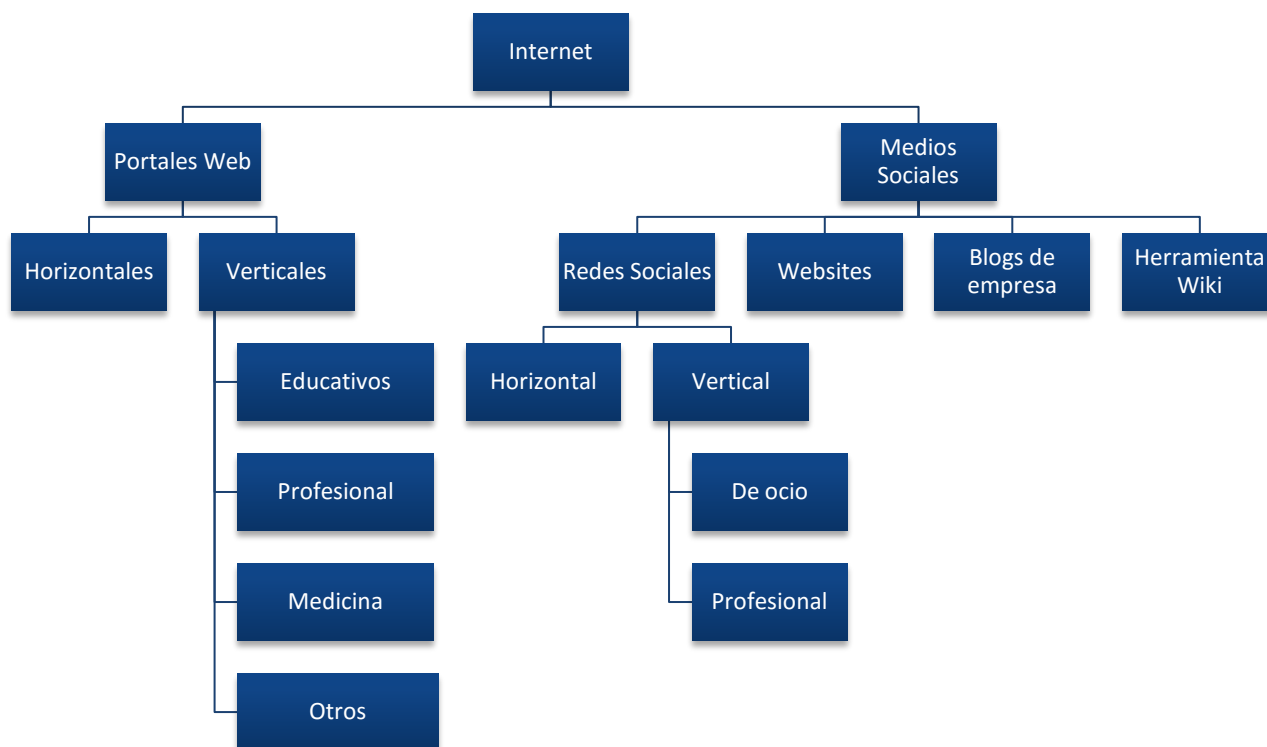 Internet
Portales Web
Medios
Sociales
Horizontales
Verticales
Redes Sociales
Websites
Blogs de
empresa
Herramienta
Wiki
Educativos
Horizontal
Vertical
Profesional
De ocio
Medicina
Profesional
Otros